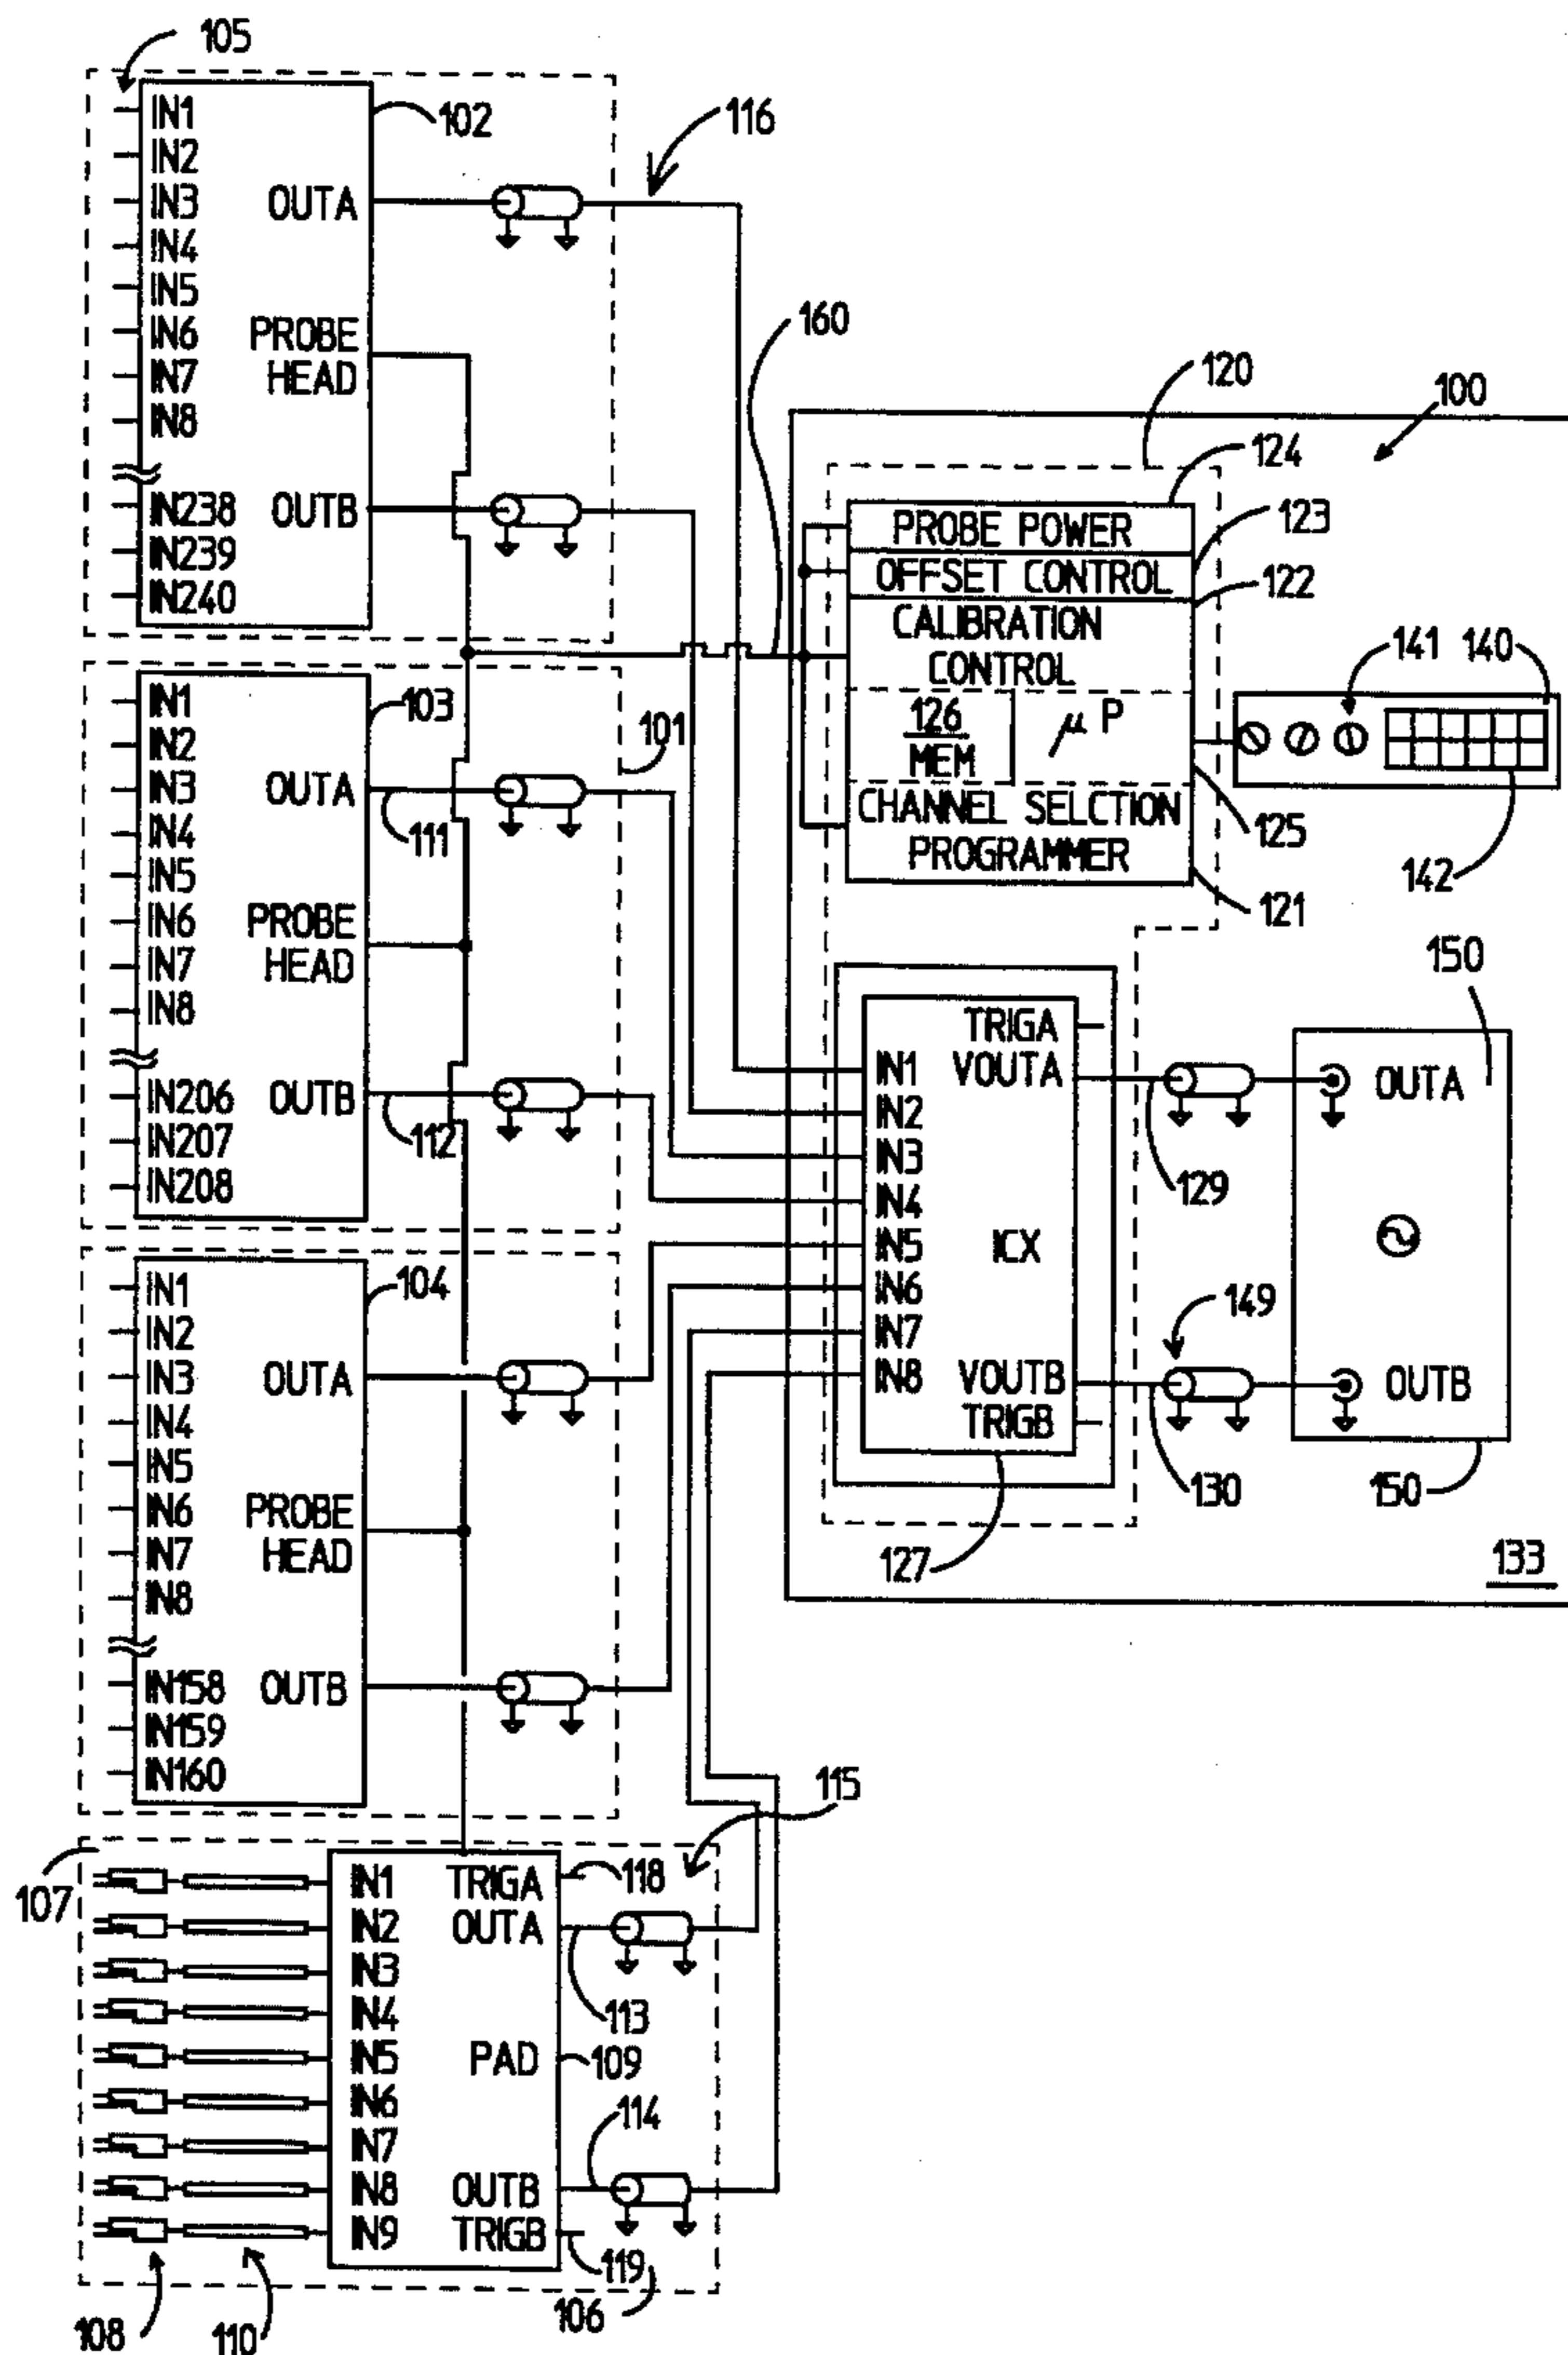 105
IN1
102
IN2
116
IN3 OUTA
IN4
IN5
IN6 PROBE
IN7 HEAD
IN8
160
120
100
124
IN238 OUTB
IN239
IN240
PROBE POWER
123
OFFSET CONTROL
122
CALIBRATION
CONTROL
141 140
126
MEM
μP
CHANNEL SELCTION
PROGRAMMER
125
142
121
IN1
103
101
IN2
IN3 OUTA
111
IN4
IN5
IN6 PROBE
IN7 HEAD
IN8
IN206 OUTB
112
IN207
IN208
150
TRIGA
IN1 VOUTA
OUTA
IN2
IN3
129
IN4
IN5 ICX
IN6
149
IN7
IN8 VOUTB
OUTB
TRIGB
130
150
127
133
IN1
104
IN2
IN3 OUTA
IN4
IN5
IN6 PROBE
IN7 HEAD
IN8
IN158 OUTB
IN159
IN160
115
107
IN1 TRIGA
118
IN2 OUTA
IN3
113
IN4
IN5 PAD
109
IN6
114
IN7
IN8 OUTB
IN9 TRIGB
119
106
108
110